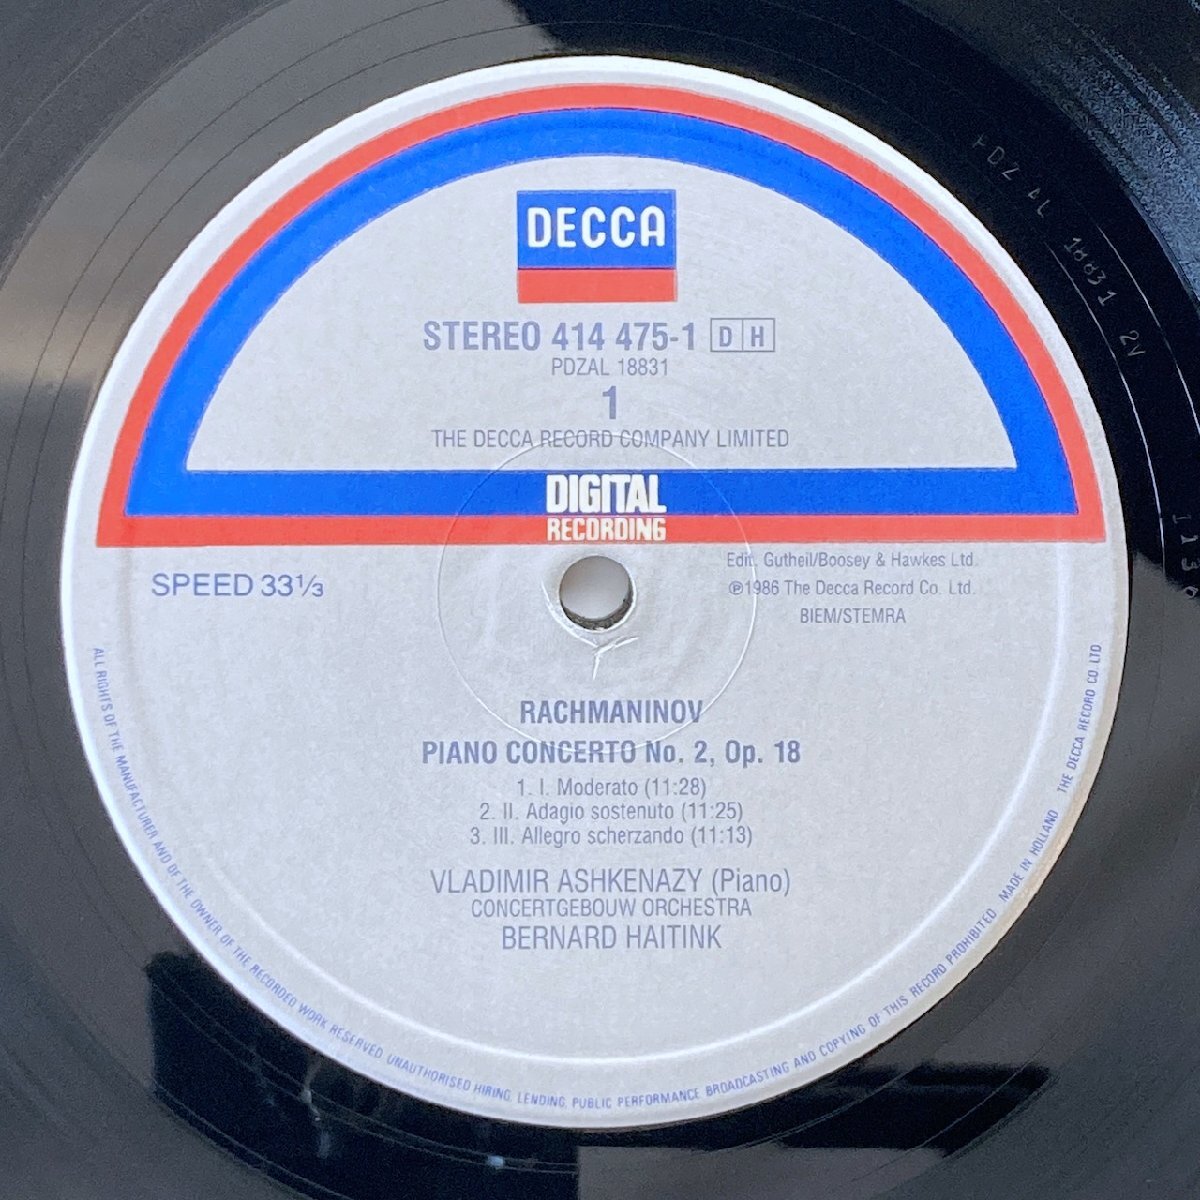 DECCA
STEREO 414 475-1 D H
PDZAL 18831
1
THE DECCA RECORD COMPANY LIMITED
DIGITAL
RECORDING
SPEED 33⅓
Edit. Gutheil/Boosey & Hawkes Ltd.
℗1986 The Decca Record Co. Ltd.
BIEM/STEMRA
RACHMANINOV
PIANO CONCERTO No. 2, Op. 18
1. I. Moderato (11:28)
2. II. Adagio sostenuto (11:25)
3. III. Allegro scherzando (11:13)
VLADIMIR ASHKENAZY (Piano)
CONCERTGEBOUW ORCHESTRA
BERNARD HAITINK
ALL RIGHTS OF THE MANUFACTURER AND OF THE OWNER OF THE RECORDED WORK RESERVED UNAUTHORISED HIRING, LENDING, PUBLIC PERFORMANCE BROADCASTING AND COPYING OF THIS RECORD PROHIBITED MADE IN HOLLAND THE DECCA RECORD CO. LTD
18831 2V